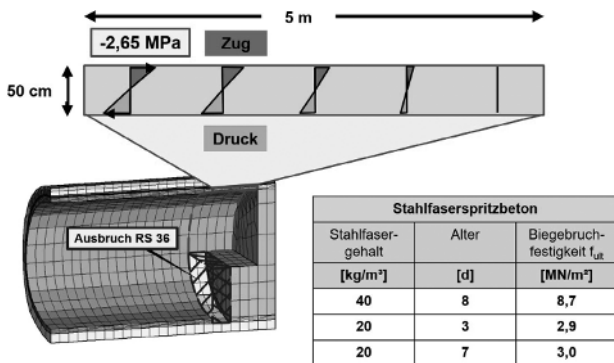 5 m
-2,65 MPa
Zug
50 cm
Druck
Ausbruch RS 36
Stahlfaserspritzbeton
Stahlfaser-
gehalt
Alter
Biegebruch-
festigkeit fult
[kg/m³]
[d]
[MN/m²]
40
8
8,7
20
3
2,9
20
7
3,0